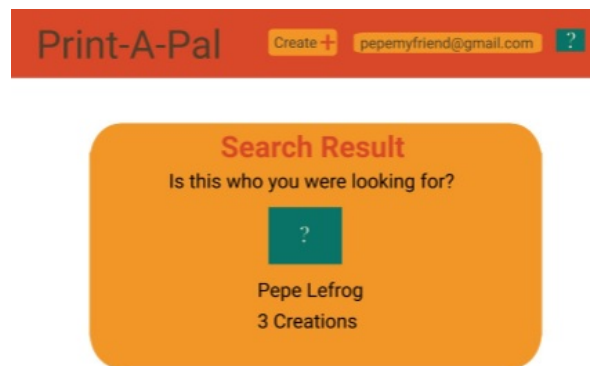 Print-A-Pal
Create +
pepemyfriend@gmail.com
?
Search Result
Is this who you were looking for?
?
Pepe Lefrog
3 Creations